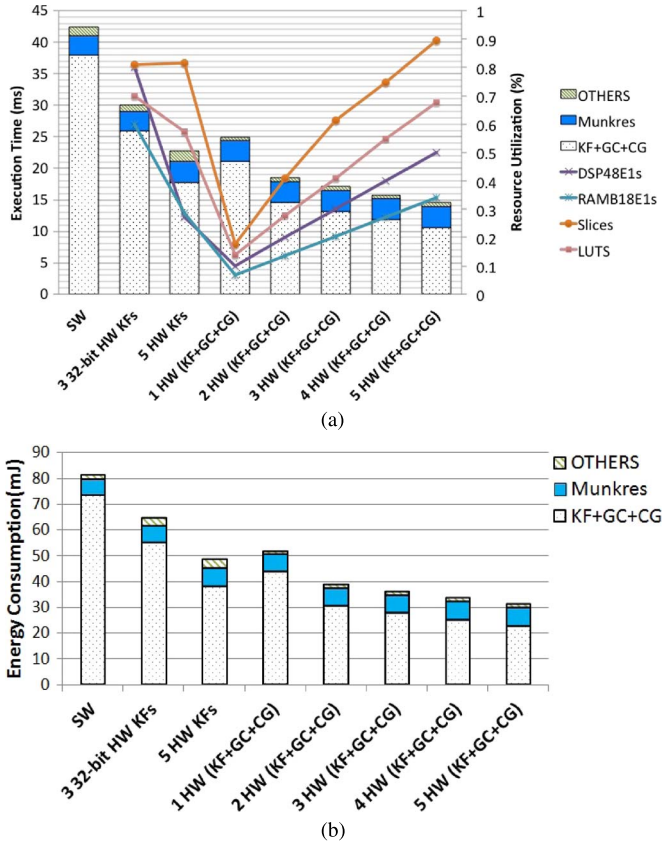 45
40
35
30
25
20
15
10
5
0
Execution Time (ms)
1
0.9
0.8
0.7
0.6
0.5
0.4
0.3
0.2
0.1
0
Resource Utilization (%)
OTHERS
Munkres
KF+GC+CG
DSP48E1s
RAMB18E1s
Slices
LUTS
SW
3 32-bit HW KFs
5 HW KFs
1 HW (KF+GC+CG)
2 HW (KF+GC+CG)
3 HW (KF+GC+CG)
4 HW (KF+GC+CG)
5 HW (KF+GC+CG)
(a)
90
80
70
60
50
40
30
20
10
0
Energy Consumption(mJ)
OTHERS
Munkres
KF+GC+CG
SW
3 32-bit HW KFs
5 HW KFs
1 HW (KF+GC+CG)
2 HW (KF+GC+CG)
3 HW (KF+GC+CG)
4 HW (KF+GC+CG)
5 HW (KF+GC+CG)
(b)